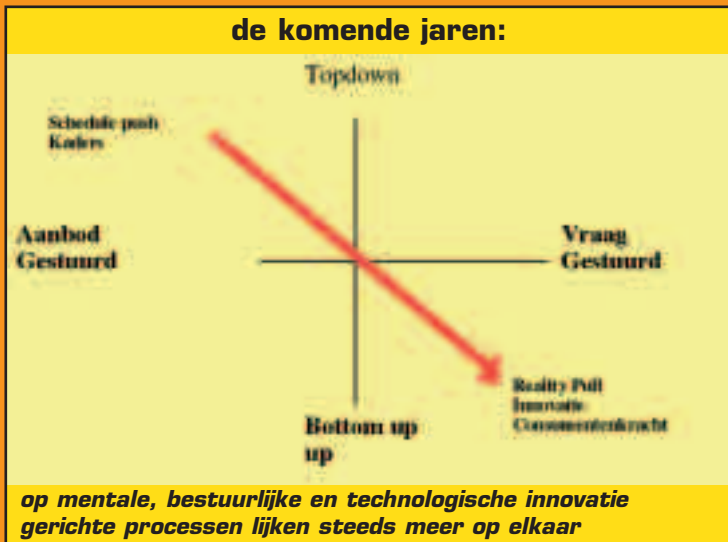 de komende jaren:
Topdown
Schedule push
Kaders
Aanbod
Gestuurd
Vraag
Gestuurd
Reality Pull
Innovatie
Consumentenkracht
Bottom up
up
op mentale, bestuurlijke en technologische innovatie
gerichte processen lijken steeds meer op elkaar